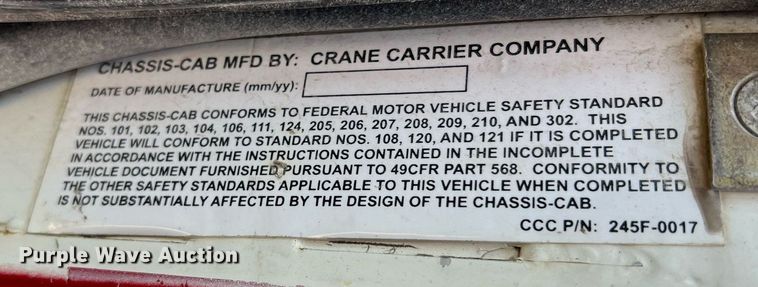 CHASSIS-CAB MFD BY: CRANE CARRIER COMPANY
DATE OF MANUFACTURE (mm/yy):
THIS CHASSIS-CAB CONFORMS TO FEDERAL MOTOR VEHICLE SAFETY STANDARD
NOS. 101, 102, 103, 104, 106, 111, 124, 205, 206, 207, 208, 209, 210, AND 302. THIS
VEHICLE WILL CONFORM TO STANDARD NOS. 108, 120, AND 121 IF IT IS COMPLETED
IN ACCORDANCE WITH THE INSTRUCTIONS CONTAINED IN THE INCOMPLETE
VEHICLE DOCUMENT FURNISHED PURSUANT TO 49CFR PART 568. CONFORMITY TO
THE OTHER SAFETY STANDARDS APPLICABLE TO THIS VEHICLE WHEN COMPLETED
IS NOT SUBSTANTIALLY AFFECTED BY THE DESIGN OF THE CHASSIS-CAB.
CCC P/N: 245F-0017
Purple Wave Auction